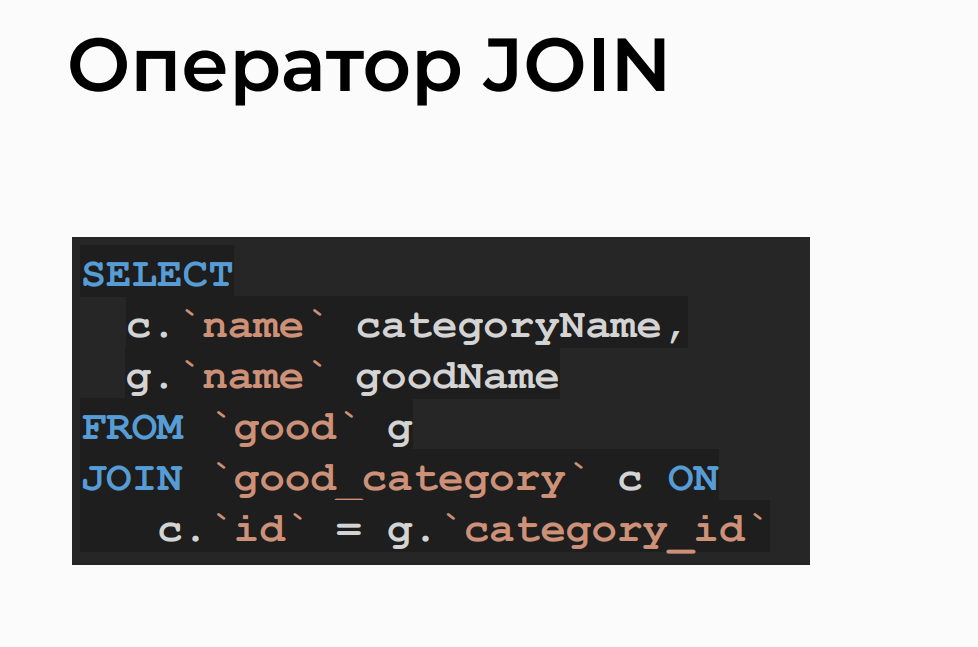 Оператор JOIN
SELECT
c.`name` categoryName,
g.`name` goodName
FROM `good` g
JOIN `good_category` c ON
c.`id` = g.`category_id`